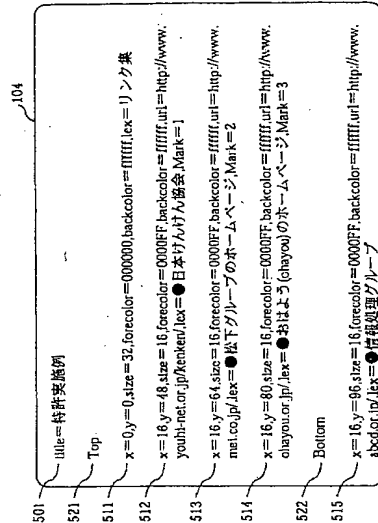 104
501 title=特許実施例
521 Top
511 x=0,y=0,size=32,forecolor=000000,backcolor=ffffff,lex=リンク集
512 x=16,y=48,size=16,forecolor=0000FF,backcolor=ffffff,url=http://www.
youhi-net.or.jp/kenken/,lex=●日本けんけん協会,Mark=1
513 x=16,y=64,size=16,forecolor=0000FF,backcolor=ffffff,url=http://www.
mei.co.jp/,lex=●松下グループのホームページ,Mark=2
514 x=16,y=80,size=16,forecolor=0000FF,backcolor=ffffff,url=http://www.
ohayou.or.jp/,lex=●おはよう(ohayou)のホームページ,Mark=3
522 Bottom
515 x=16,y=96,size=16,forecolor=0000FF,backcolor=ffffff,url=http://www.
abcd.or.jp/,lex=●情報処理グループ